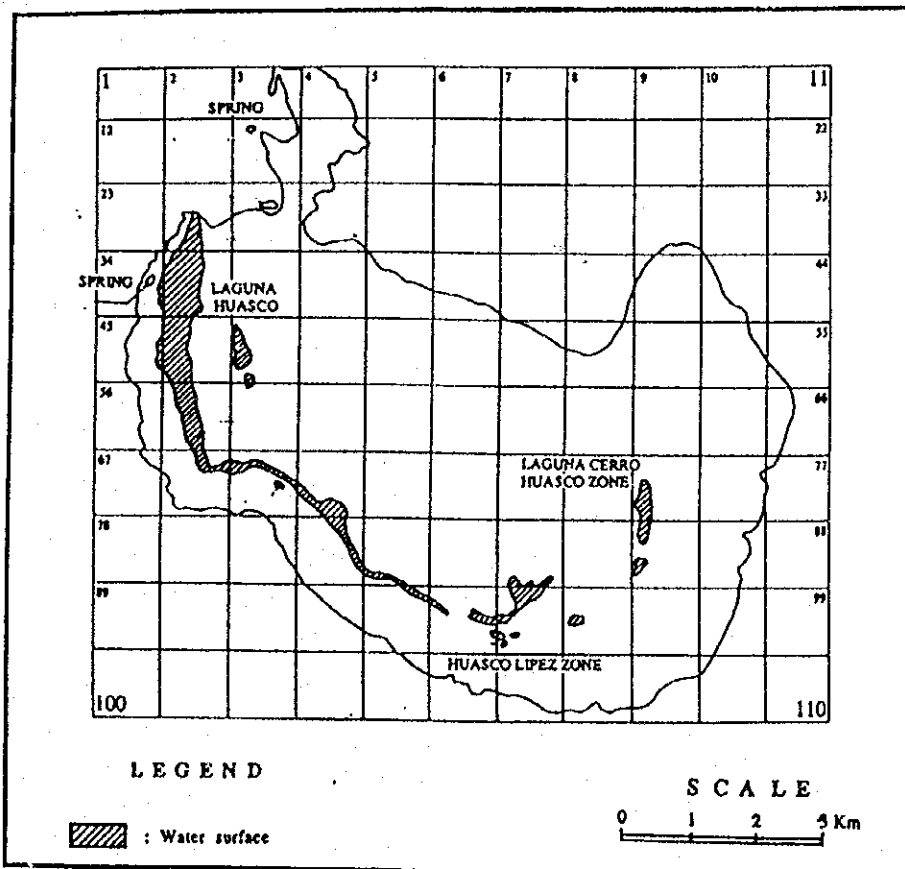 1 2 3 4 5 6 7 8 9 10 11
SPRING
12 22
23 33
34 44
SPRING
LAGUNA
HUASCO
45 55
56 66
67 77
LAGUNA CERRO
HUASCO ZONE
78 88
89 99
HUASCO LIPEZ ZONE
100 110
LEGEND
: Water surface
SCALE
0 1 2 3 Km